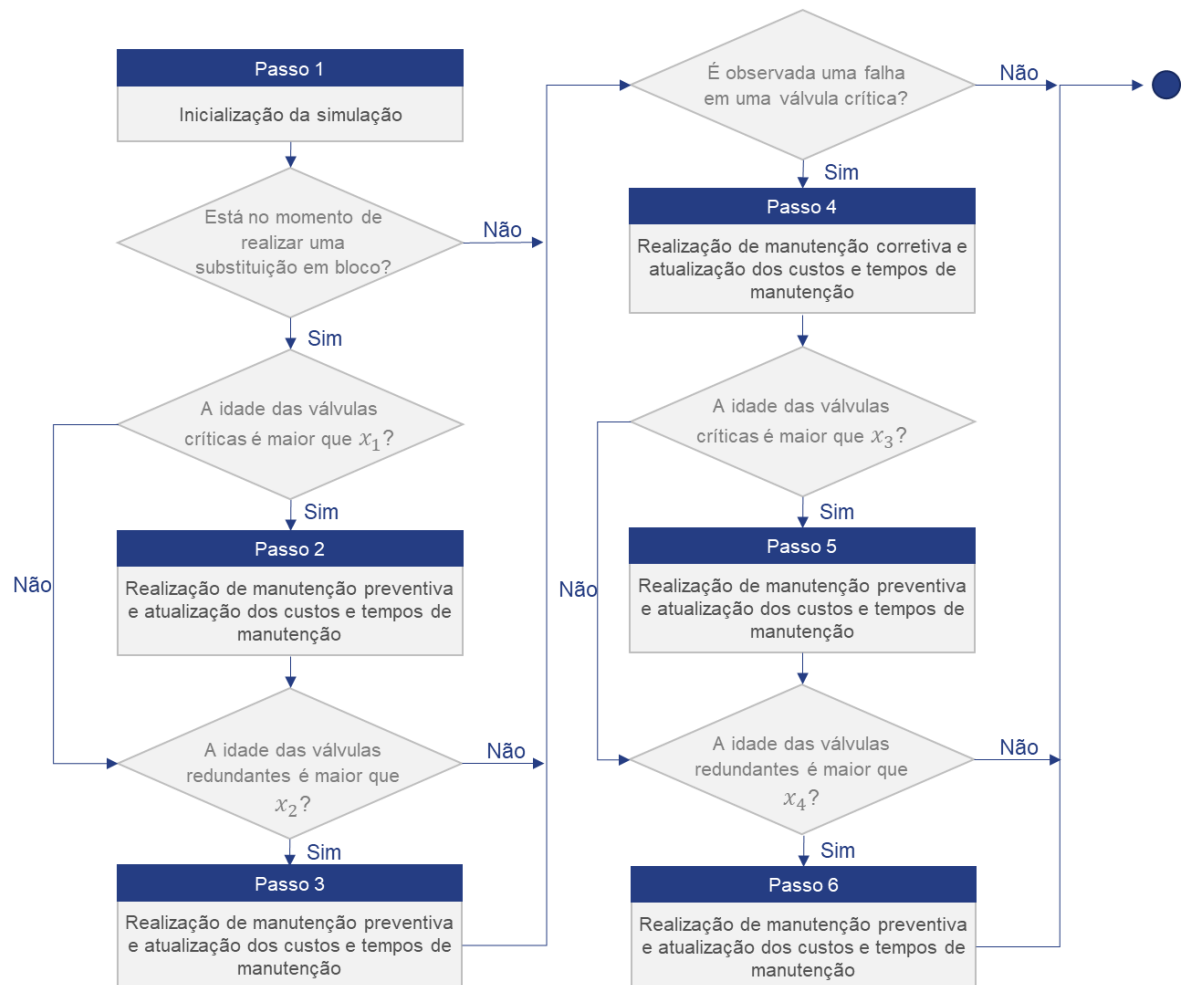 Passo 1
Inicialização da simulação
Está no momento de
realizar uma
substituição em bloco?
Não
Sim
A idade das válvulas
críticas é maior que x₁?
Sim
Passo 2
Não
Realização de manutenção preventiva
e atualização dos custos e tempos de
manutenção
A idade das válvulas
redundantes é maior que
x₂?
Não
Sim
Passo 3
Realização de manutenção preventiva
e atualização dos custos e tempos de
manutenção
É observada uma falha
em uma válvula crítica?
Não
Sim
Passo 4
Realização de manutenção corretiva e
atualização dos custos e tempos de
manutenção
A idade das válvulas
críticas é maior que x₃?
Sim
Passo 5
Não
Realização de manutenção preventiva
e atualização dos custos e tempos de
manutenção
A idade das válvulas
redundantes é maior que
x₄?
Não
Sim
Passo 6
Realização de manutenção preventiva
e atualização dos custos e tempos de
manutenção